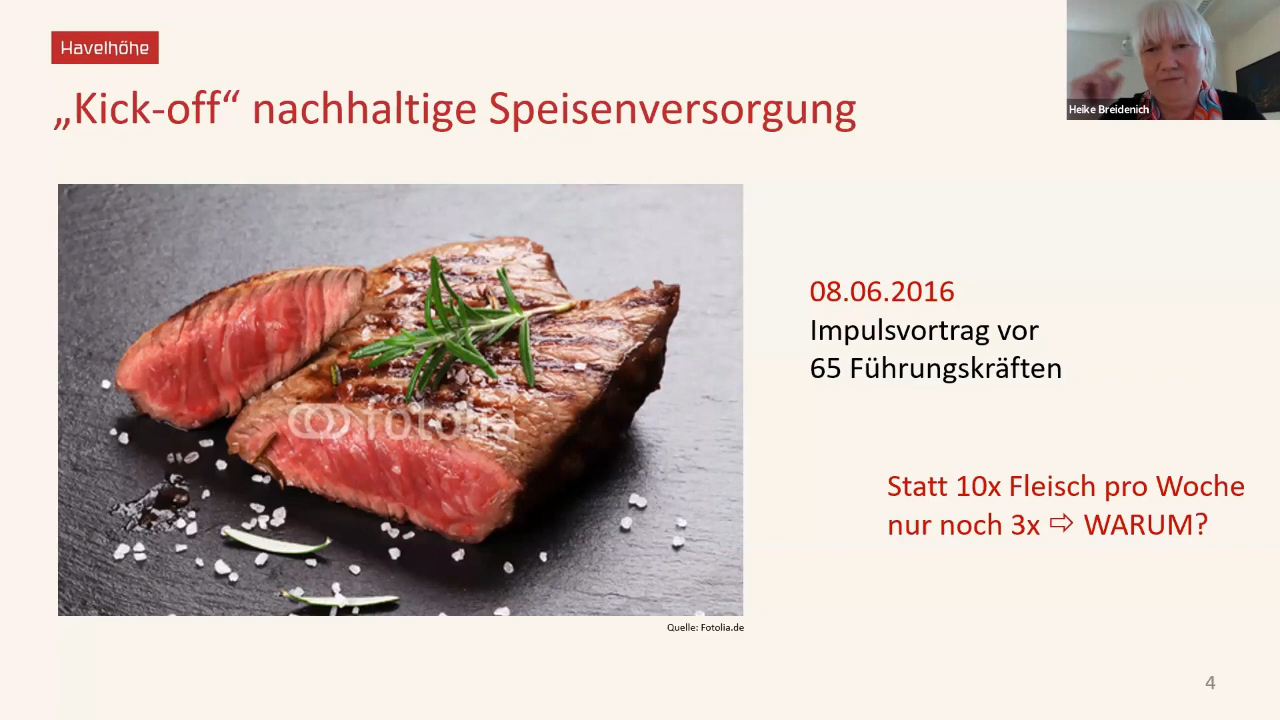 Havelhöhe
Heike Breidenich
„Kick-off“ nachhaltige Speisenversorgung
08.06.2016
Impulsvortrag vor
65 Führungskräften
fotolia
Statt 10x Fleisch pro Woche
nur noch 3x ⇨ WARUM?
Quelle: Fotolia.de
4